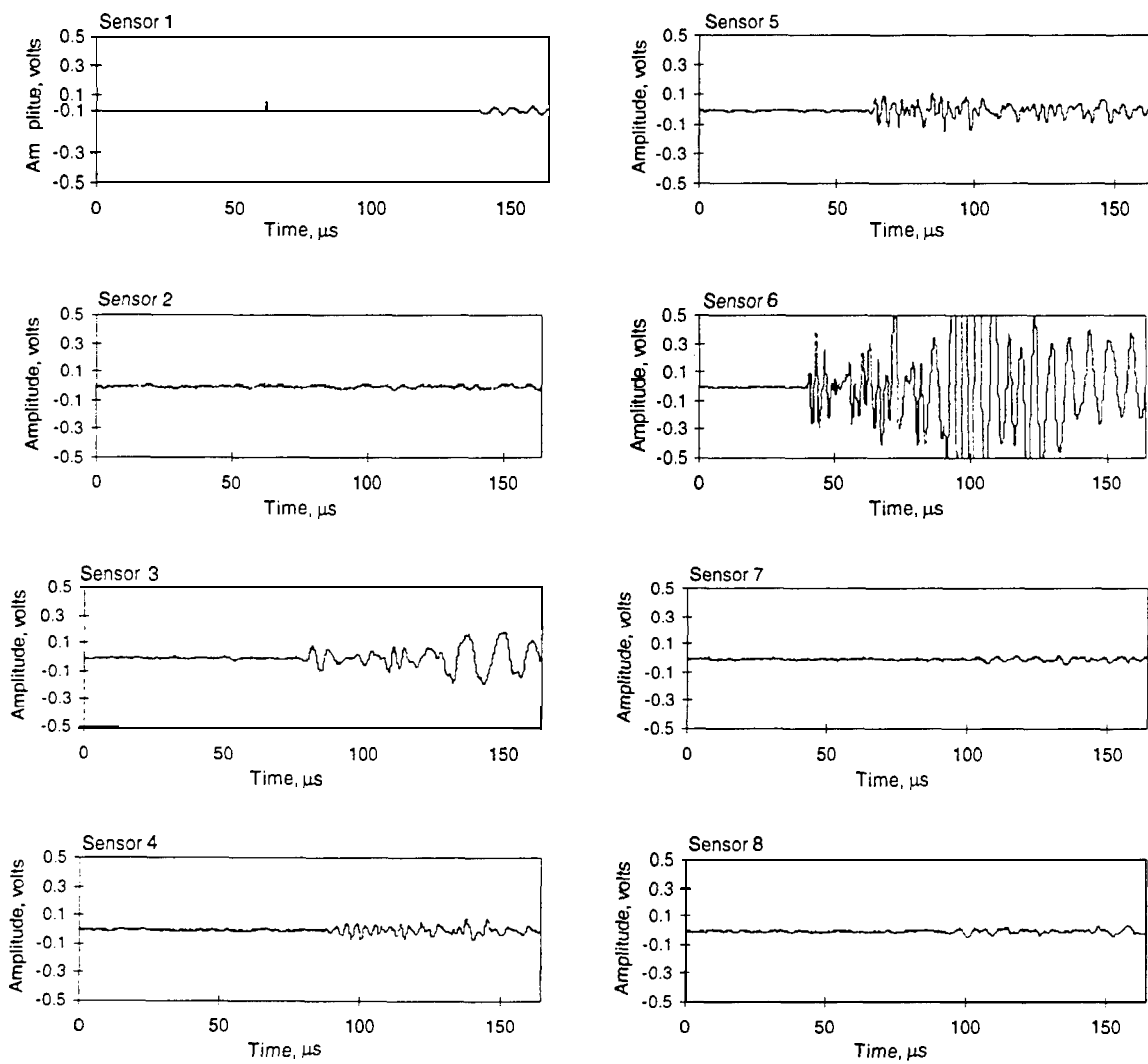 Sensor 1
0.5
0.3
0.1
-0.1
-0.3
-0.5
Am plitue, volts
0 50 100 150
Time, μs
Sensor 2
0.5
0.3
0.1
-0.1
-0.3
-0.5
Amplitude, volts
0 50 100 150
Time, μs
Sensor 3
0.5
0.3
0.1
-0.1
-0.3
-0.5
Amplitude, volts
0 50 100 150
Time, μs
Sensor 4
0.5
0.3
0.1
-0.1
-0.3
-0.5
Amplitude, volts
0 50 100 150
Time, μs
Sensor 5
0.5
0.3
0.1
-0.1
-0.3
-0.5
Amplitude, volts
0 50 100 150
Time, μs
Sensor 6
0.5
0.3
0.1
-0.1
-0.3
-0.5
Amplitude, volts
0 50 100 150
Time, μs
Sensor 7
0.5
0.3
0.1
-0.1
-0.3
-0.5
Amplitude, volts
0 50 100 150
Time, μs
Sensor 8
0.5
0.3
0.1
-0.1
-0.3
-0.5
Amplitude, volts
0 50 100 150
Time, μs